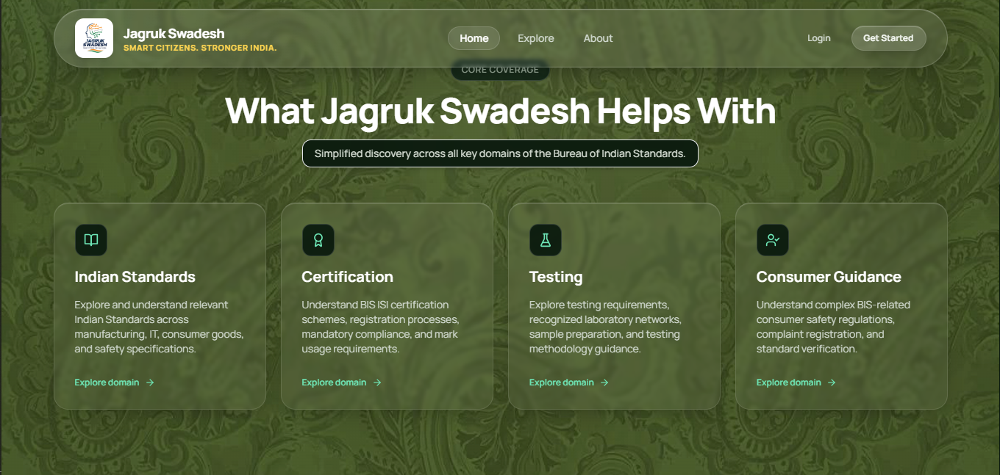 JAGRUK
SWADESH
Jagruk Swadesh
SMART CITIZENS. STRONGER INDIA.
Home
Explore
About
Login
Get Started
CORE COVERAGE
What Jagruk Swadesh Helps With
Simplified discovery across all key domains of the Bureau of Indian Standards.
Indian Standards
Explore and understand relevant
Indian Standards across
manufacturing, IT, consumer goods,
and safety specifications.
Explore domain →
Certification
Understand BIS ISI certification
schemes, registration processes,
mandatory compliance, and mark
usage requirements.
Explore domain →
Testing
Explore testing requirements,
recognized laboratory networks,
sample preparation, and testing
methodology guidance.
Explore domain →
Consumer Guidance
Understand complex BIS-related
consumer safety regulations,
complaint registration, and
standard verification.
Explore domain →